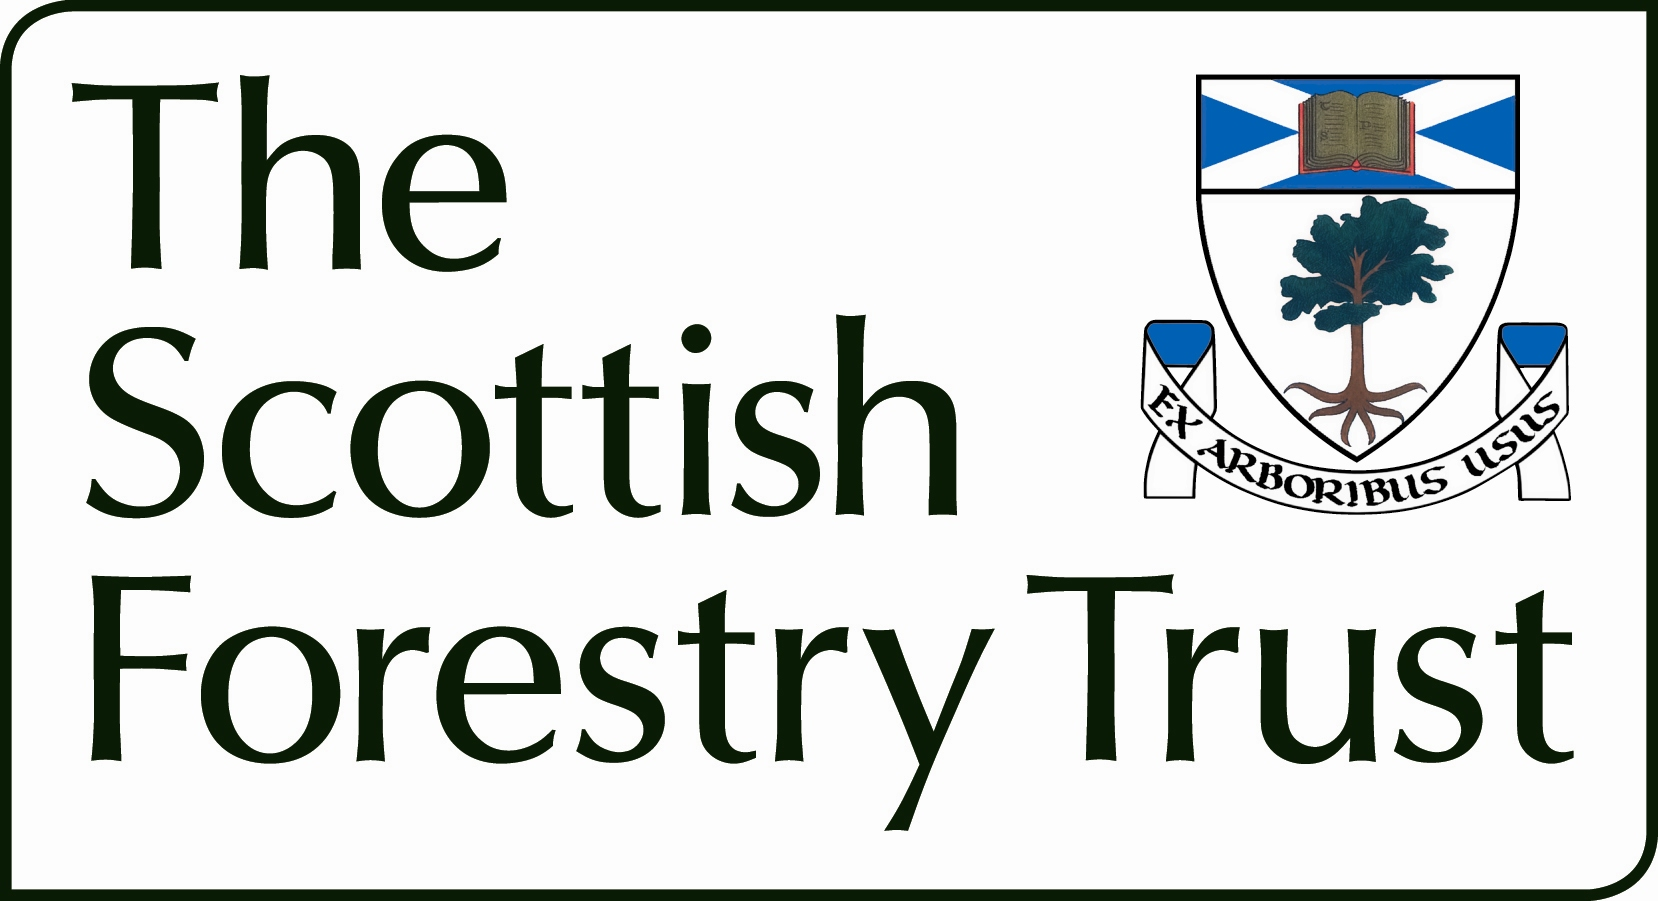 The
Scottish
Forestry Trust
EX ARBORIBUS USUS